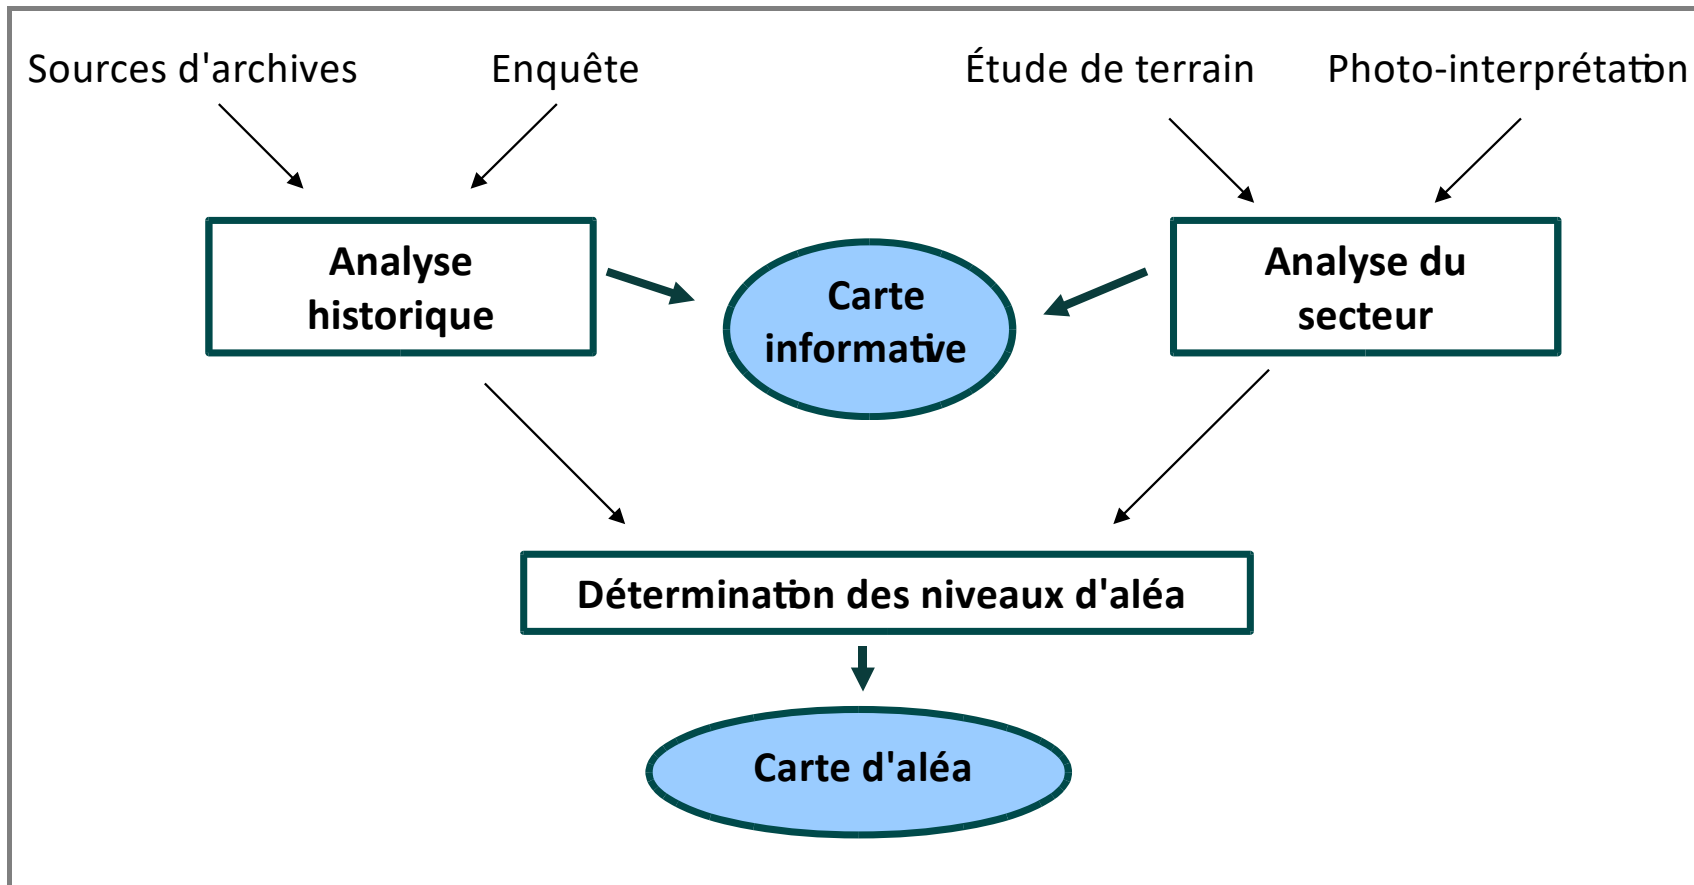 Sources d'archives
Enquête
Étude de terrain
Photo-interprétation
Analyse
historique
Carte
informative
Analyse du
secteur
Détermination des niveaux d'aléa
Carte d'aléa